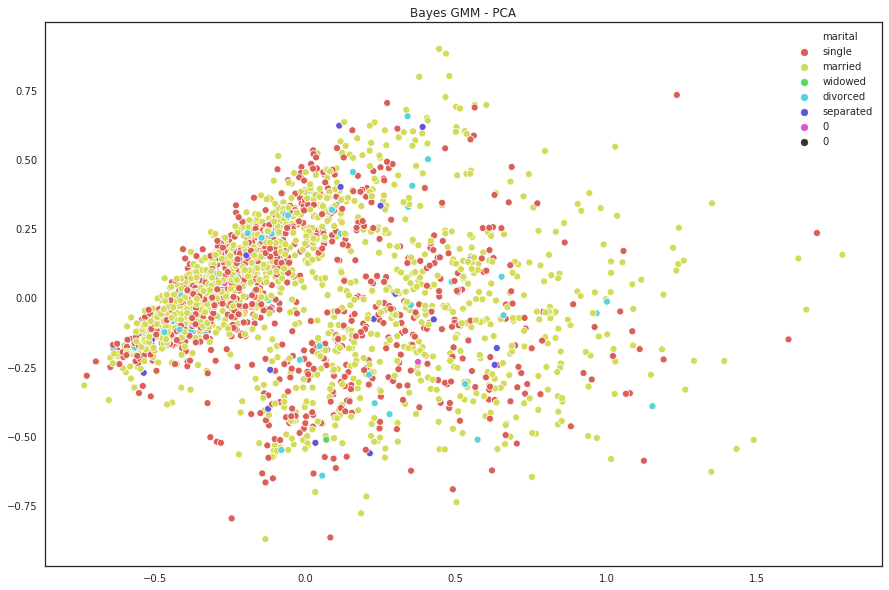 Bayes GMM - PCA
marital
single
married
widowed
divorced
separated
0
0
0.75
0.50
0.25
0.00
−0.25
−0.50
−0.75
−0.5
0.0
0.5
1.0
1.5